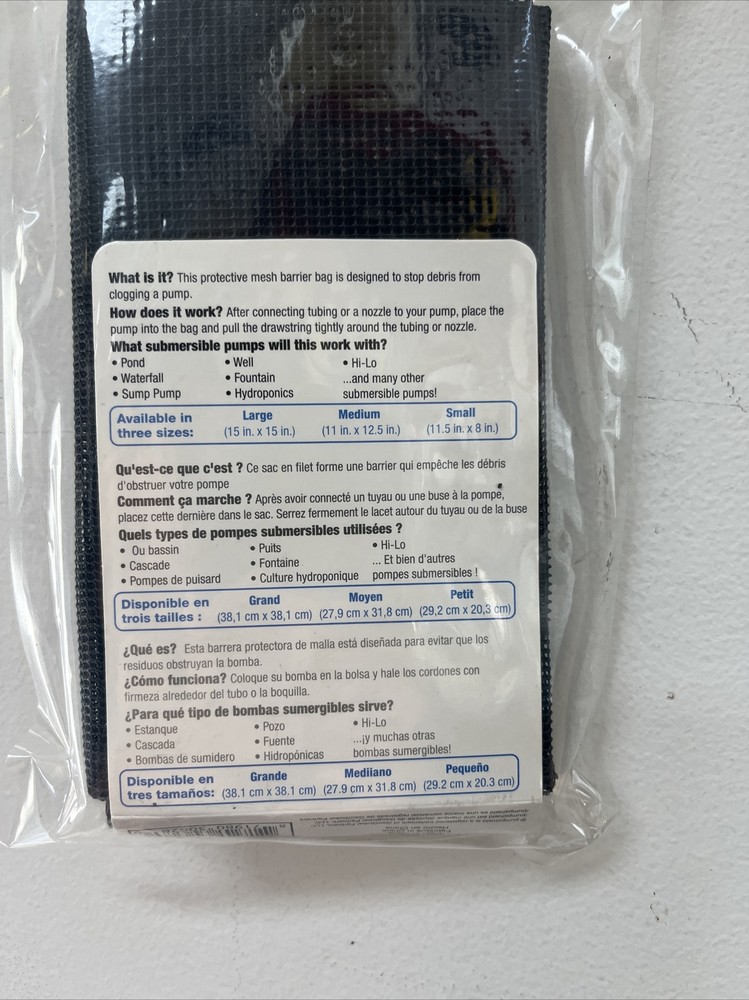 What is it? This protective mesh barrier bag is designed to stop debris from
clogging a pump.
How does it work? After connecting tubing or a nozzle to your pump, place the
pump into the bag and pull the drawstring tightly around the tubing or nozzle.
What submersible pumps will this work with?
• Pond • Well • Hi-Lo
• Waterfall • Fountain ...and many other
• Sump Pump • Hydroponics submersible pumps!
Available in Large Medium Small
three sizes: (15 in. x 15 in.) (11 in. x 12.5 in.) (11.5 in. x 8 in.)
Qu'est-ce que c'est ? Ce sac en filet forme une barrier qui empêche les débris
d'obstruer votre pompe
Comment ça marche ? Après avoir connecté un tuyau ou une buse à la pompe,
placez cette dernière dans le sac. Serrez fermement le lacet autour du tuyau ou de la buse
Quels types de pompes submersibles utilisées ?
• Ou bassin • Puits • Hi-Lo
• Cascade • Fontaine ... Et bien d'autres
• Pompes de puisard • Culture hydroponique pompes submersibles !
Disponible en Grand Moyen Petit
trois tailles : (38,1 cm x 38,1 cm) (27,9 cm x 31,8 cm) (29,2 cm x 20,3 cm)
¿Qué es? Esta barrera protectora de malla está diseñada para evitar que los
residuos obstruyan la bomba.
¿Cómo funciona? Coloque su bomba en la bolsa y hale los cordones con
firmeza alrededor del tubo o la boquilla.
¿Para qué tipo de bombas sumergibles sirve?
• Estanque • Pozo • Hi-Lo
• Cascada • Fuente ...¡y muchas otras
• Bombas de sumidero • Hidropónicas bombas sumergibles!
Disponible en Grande Mediiano Pequeño
tres tamaños: (38.1 cm x 38.1 cm) (27.9 cm x 31.8 cm) (29.2 cm x 20.3 cm)